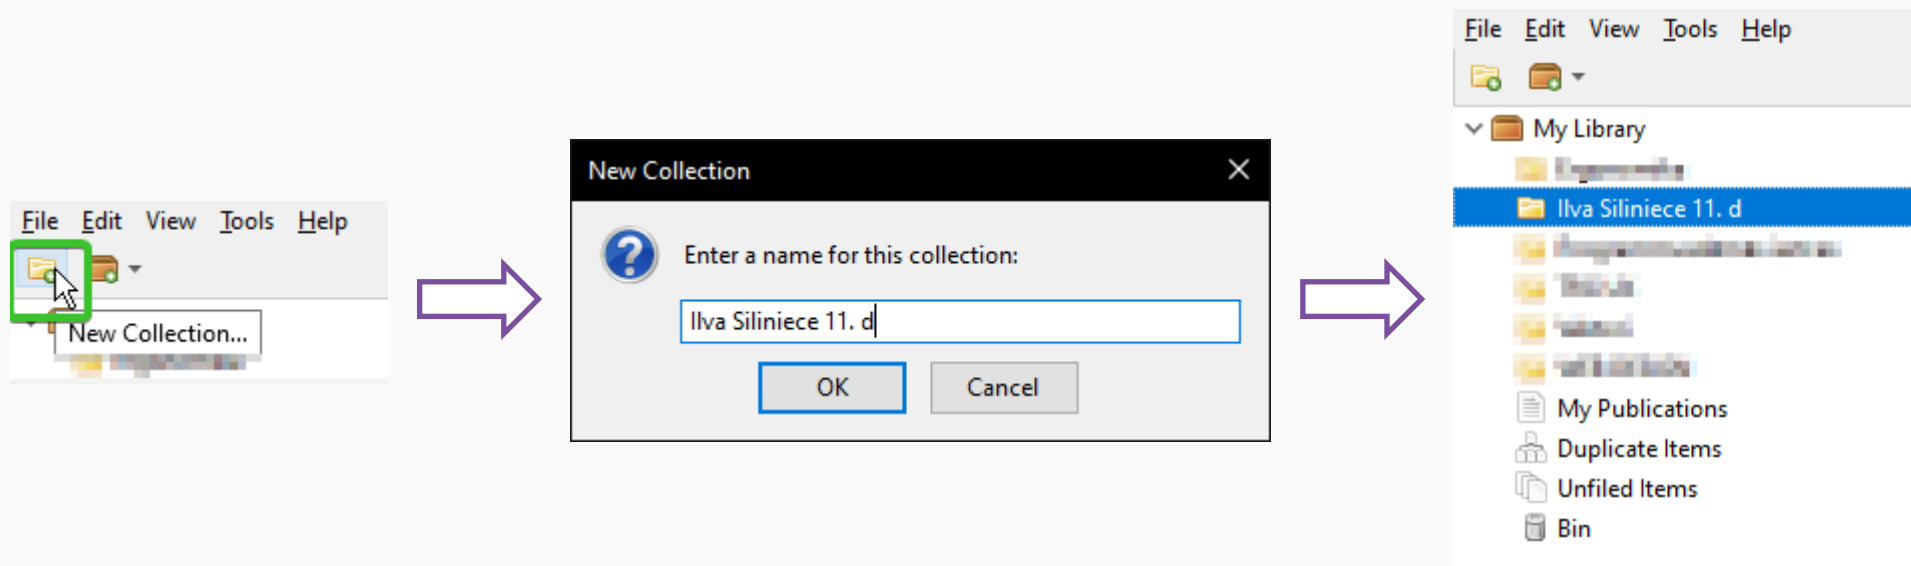 File Edit View Tools Help
New Collection...
New Collection
Enter a name for this collection:
Ilva Siliniece 11. d
OK Cancel
File Edit View Tools Help
My Library
Ilva Siliniece 11. d
My Publications
Duplicate Items
Unfiled Items
Bin